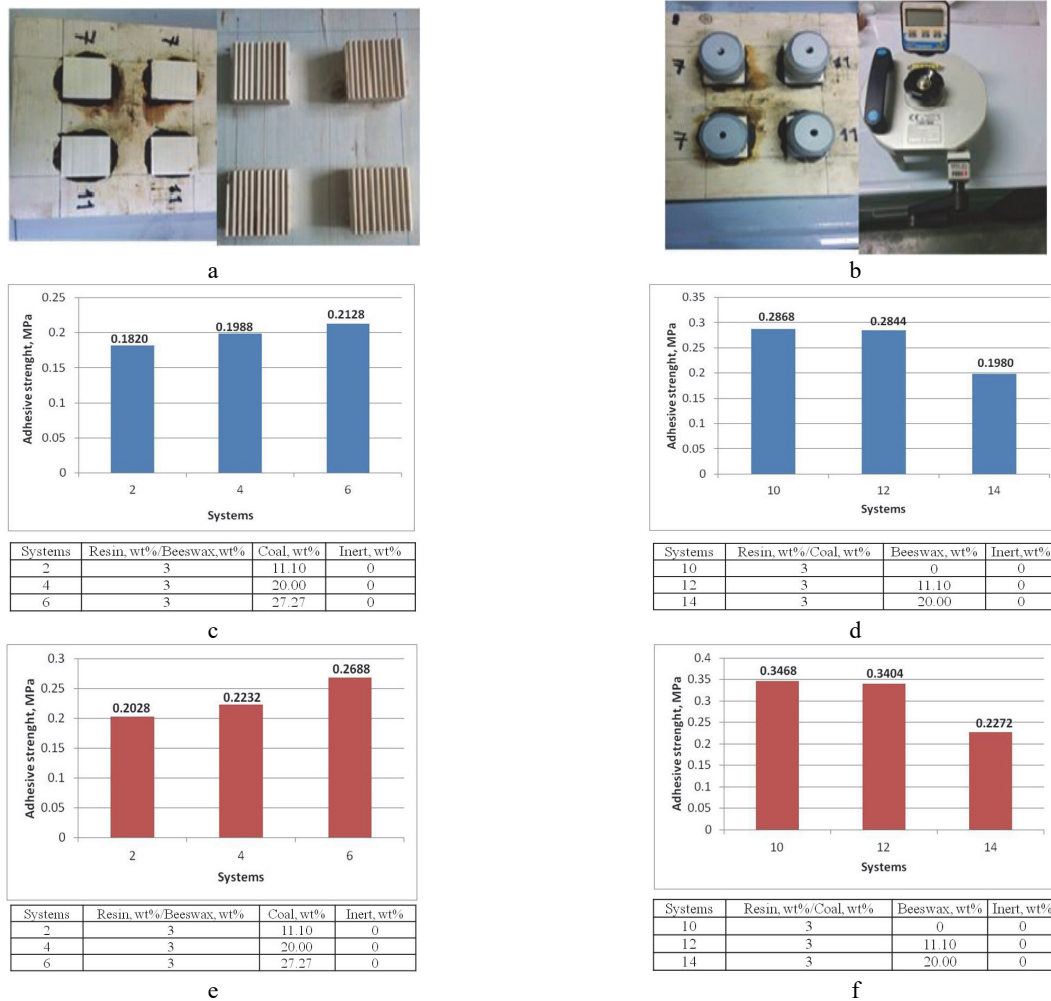 7 7
11 11
7 11
7 11
a
b
0.25
0.2
0.15
0.1
0.05
0
Adhesive strenght, MPa
0.1820
0.1988
0.2128
2 4 6
Systems
Systems Resin, wt%/Beeswax,wt% Coal, wt% Inert, wt%
2 3 11.10 0
4 3 20.00 0
6 3 27.27 0
c
0.35
0.3
0.25
0.2
0.15
0.1
0.05
0
Adhesive strenght, MPa
0.2868
0.2844
0.1980
10 12 14
Systems
Systems Resin, wt%/Coal, wt% Beeswax, wt% Inert,wt%
10 3 0 0
12 3 11.10 0
14 3 20.00 0
d
0.3
0.25
0.2
0.15
0.1
0.05
0
Adhesive strenght, MPa
0.2028
0.2232
0.2688
2 4 6
Systems
Systems Resin, wt%/Beeswax, wt% Coal, wt% Inert, wt%
2 3 11.10 0
4 3 20.00 0
6 3 27.27 0
e
0.4
0.35
0.3
0.25
0.2
0.15
0.1
0.05
0
Adhesive strenght, MPa
0.3468
0.3404
0.2272
10 12 14
Systems
Systems Resin, wt%/Coal, wt% Beeswax, wt% Inert, wt%
10 3 0 0
12 3 11.10 0
14 3 20.00 0
f